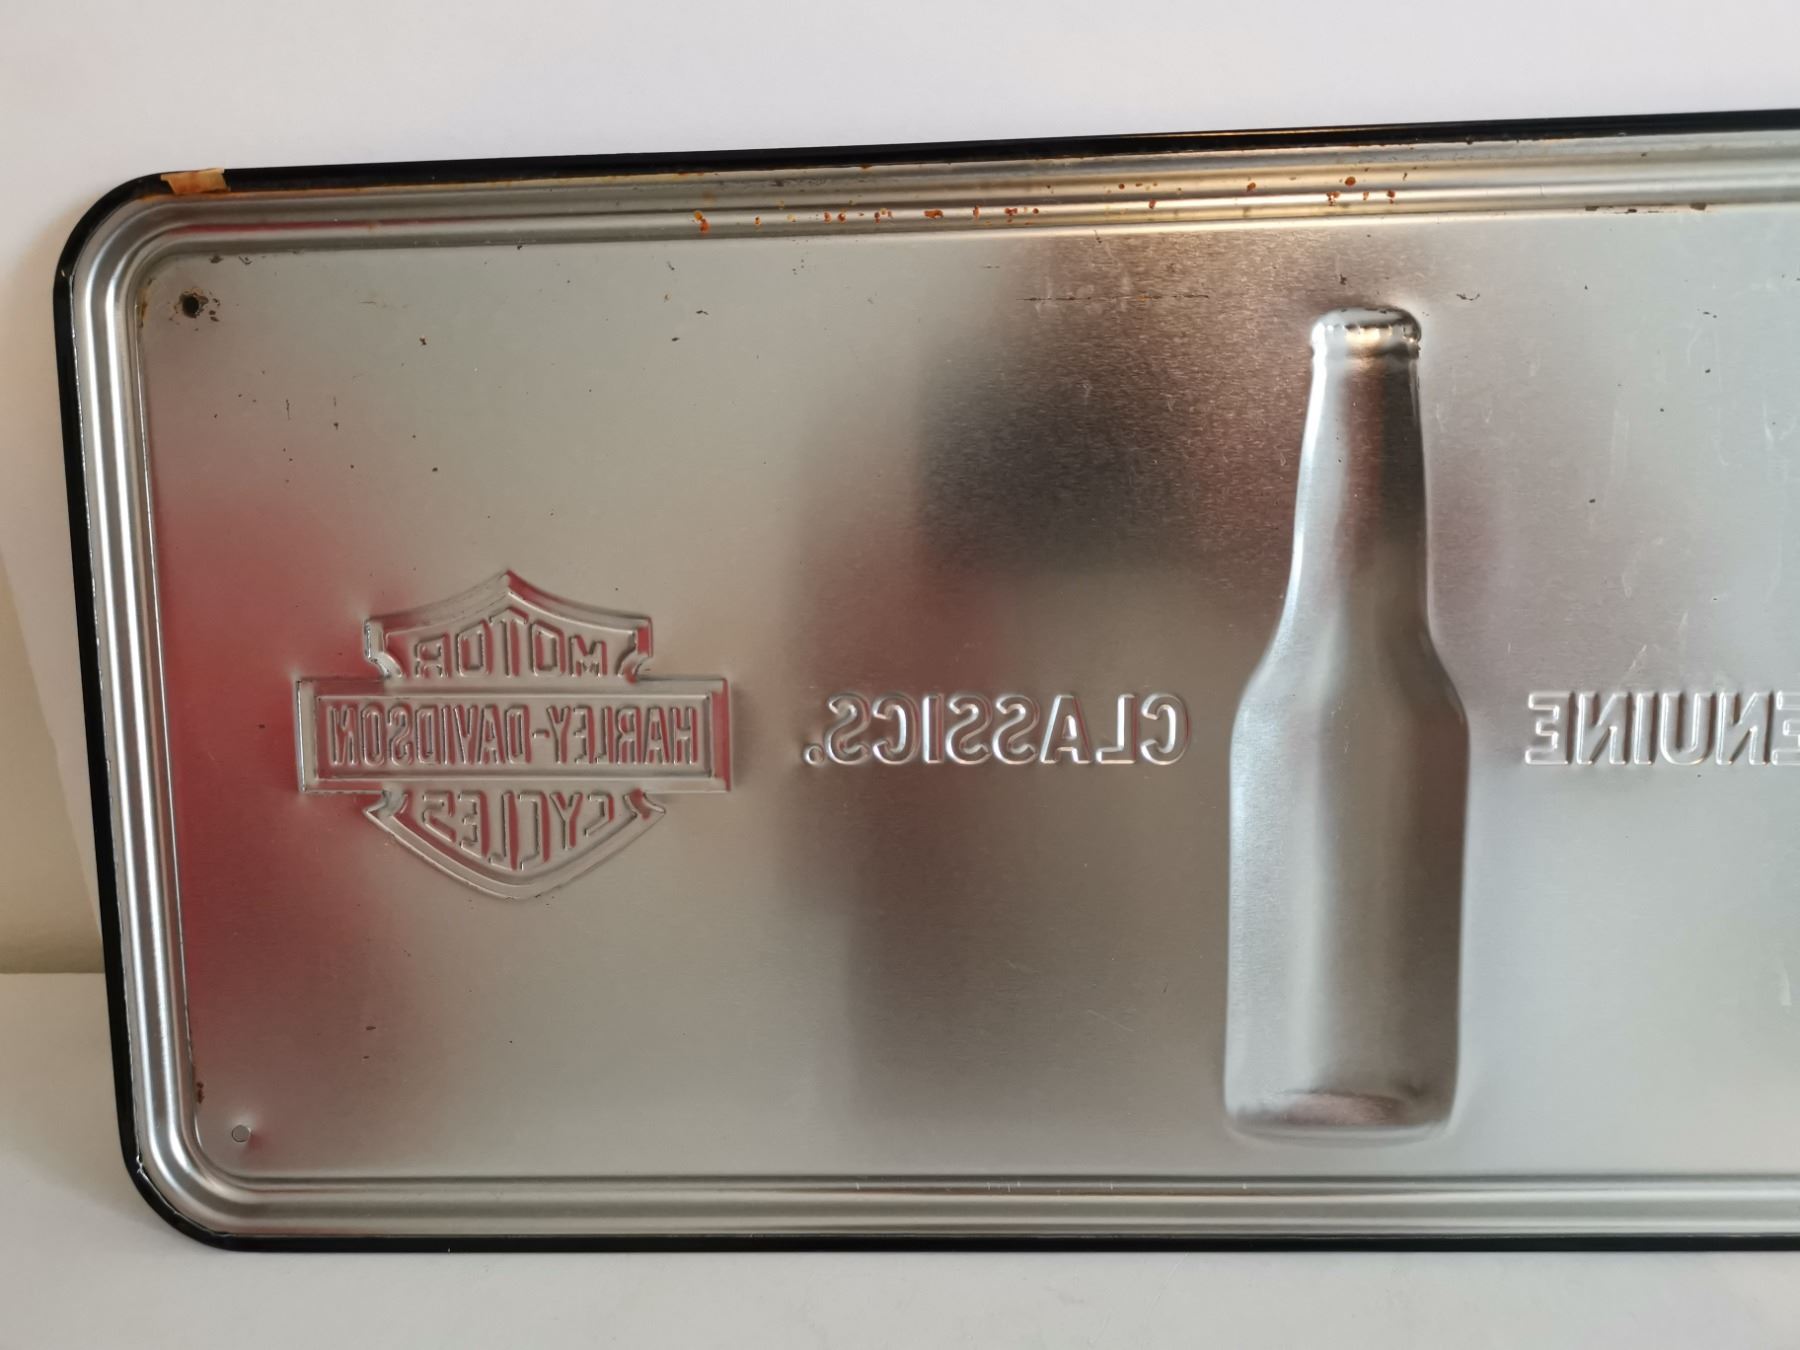 MOTOR
HARLEY-DAVIDSON
CYCLES
CLASSICS.
ENUINE